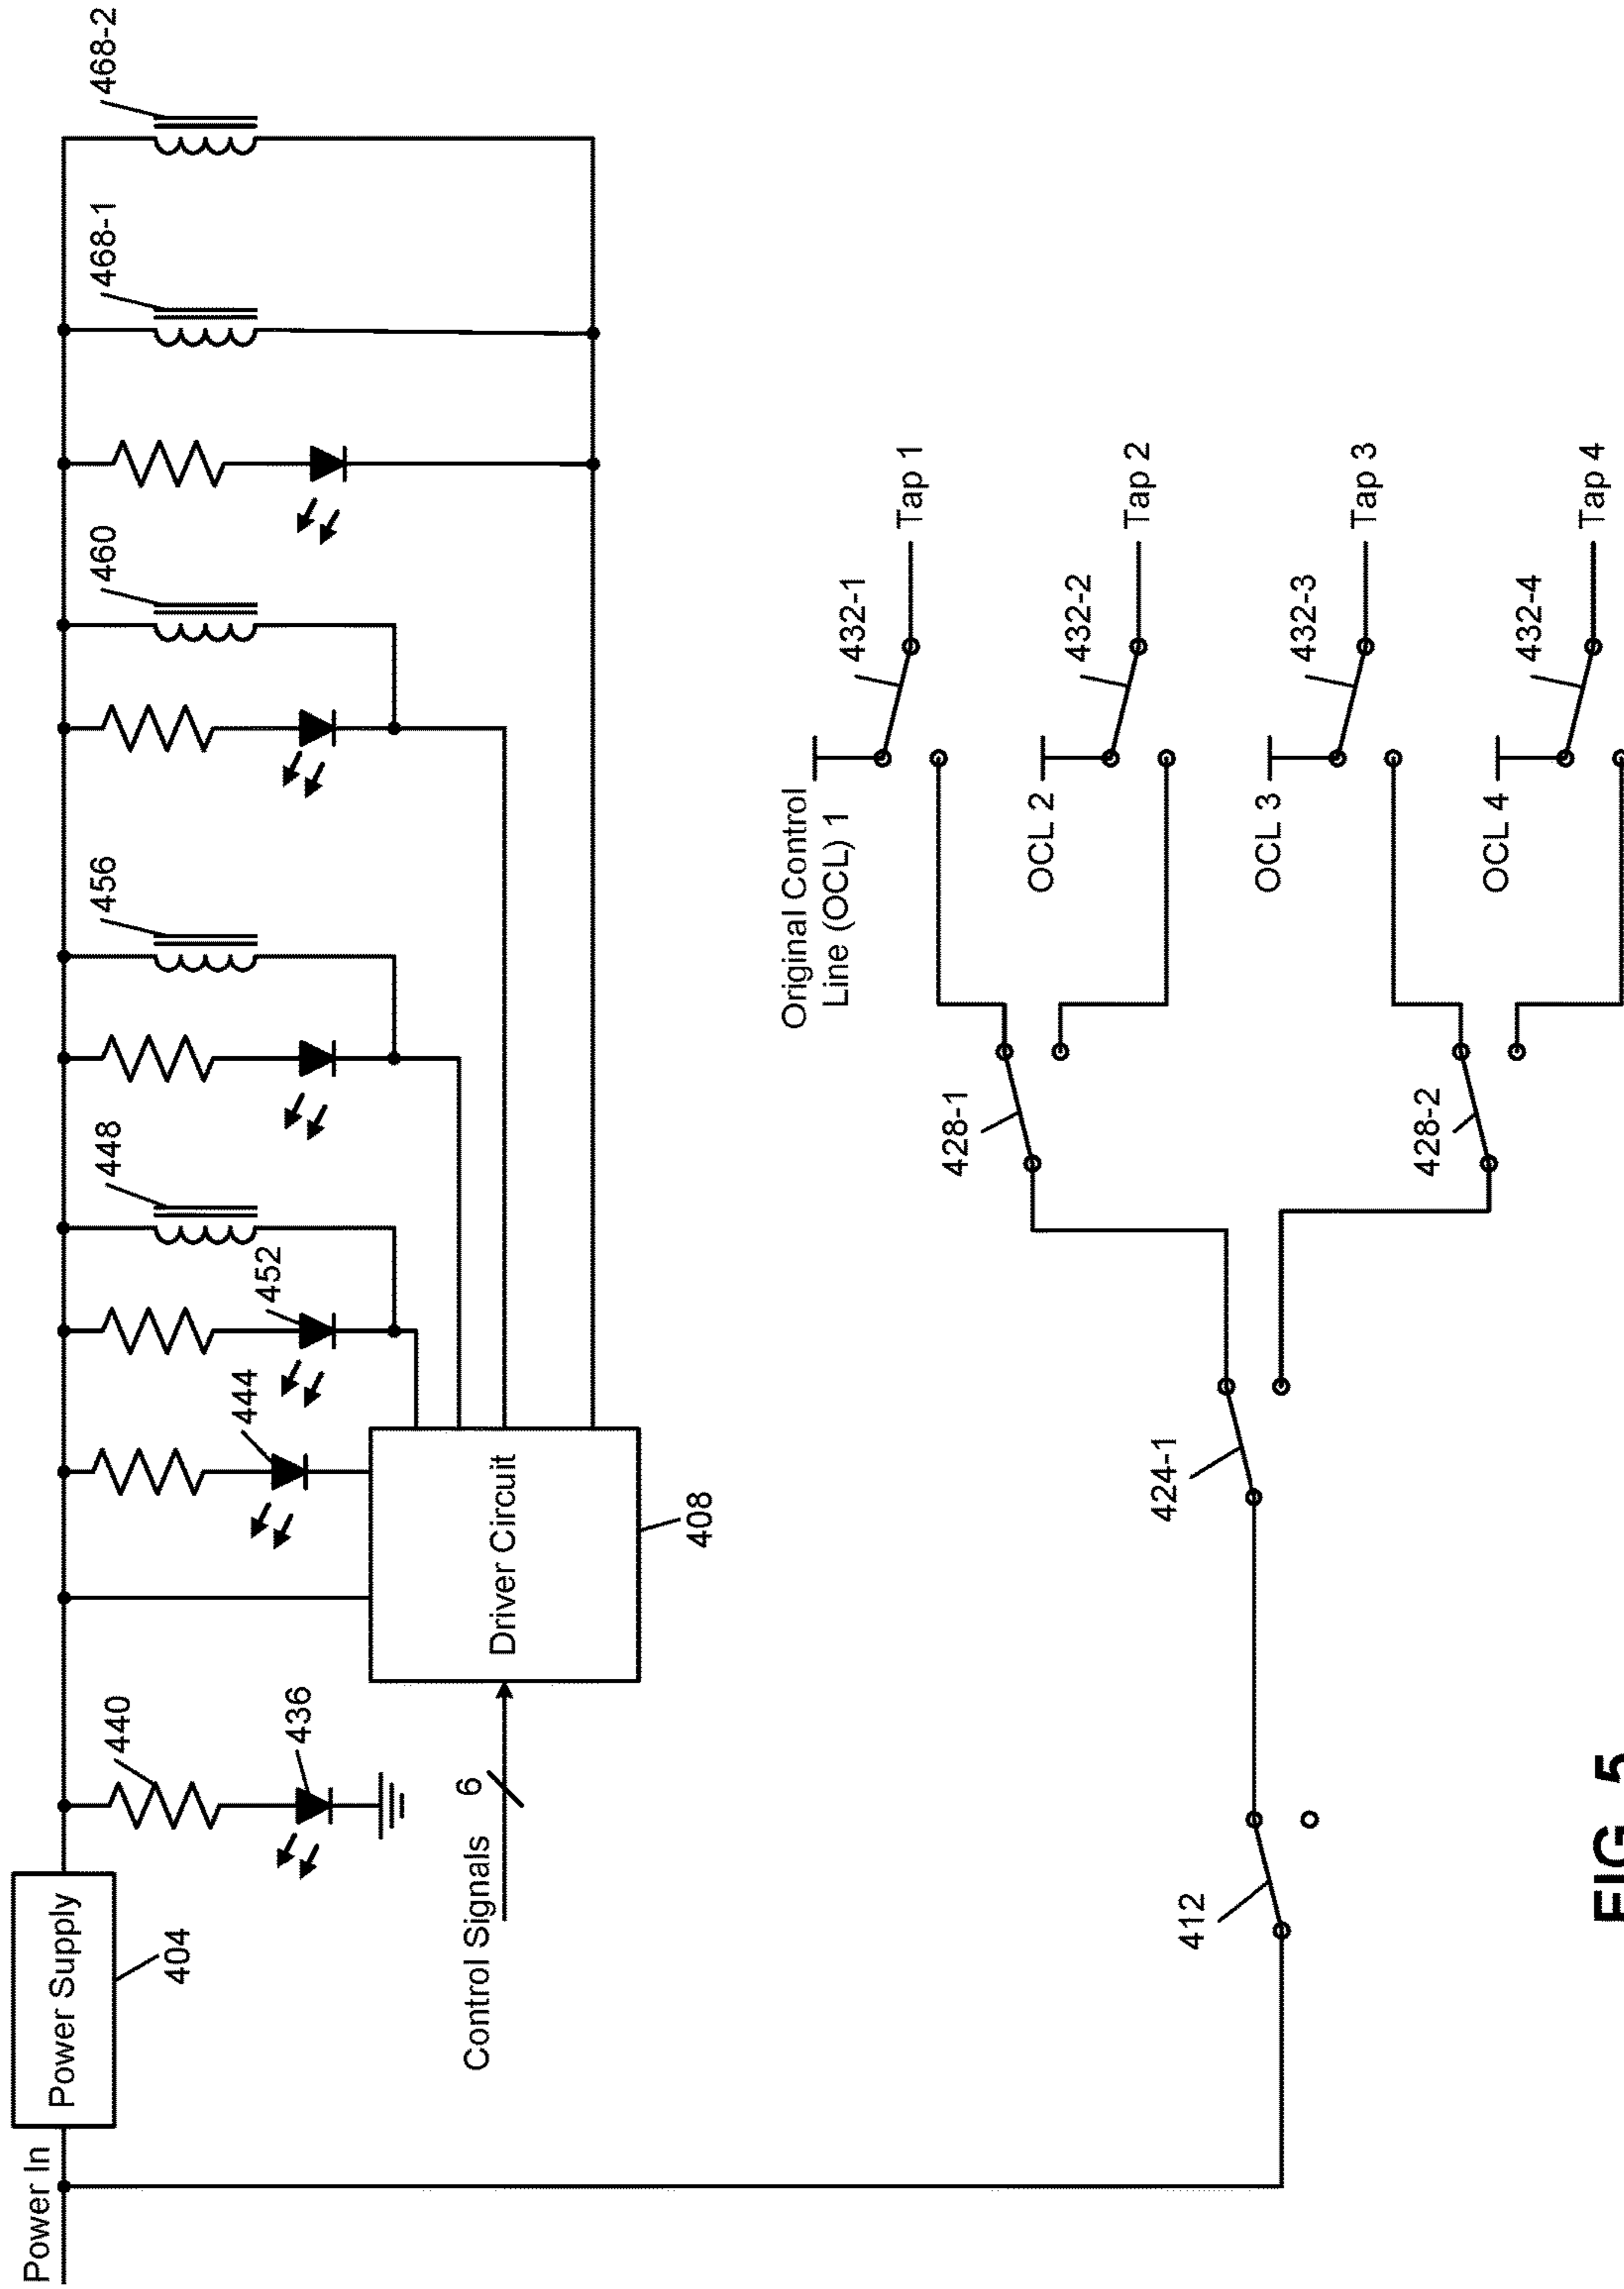 Power In
Power Supply
404
440
436
Control Signals
6
Driver Circuit
408
444
452
448
456
460
468-1
468-2
412
424-1
428-1
428-2
Original Control
Line (OCL) 1
432-1
Tap 1
OCL 2
432-2
Tap 2
OCL 3
432-3
Tap 3
OCL 4
432-4
Tap 4
FIG. 5